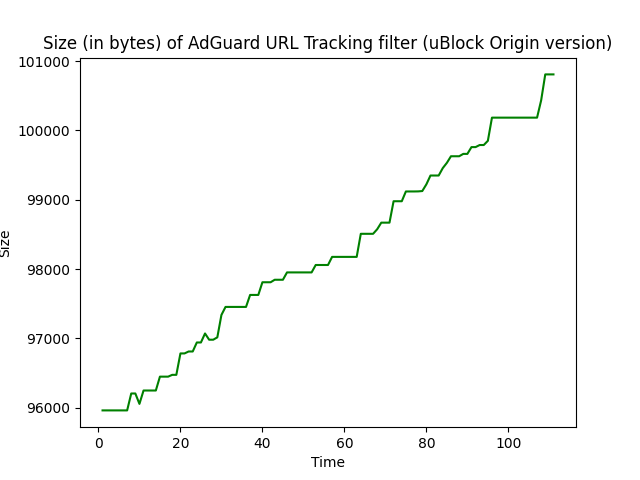 Size (in bytes) of AdGuard URL Tracking filter (uBlock Origin version)
101000
100000
99000
98000
97000
96000
Size
0 20 40 60 80 100
Time